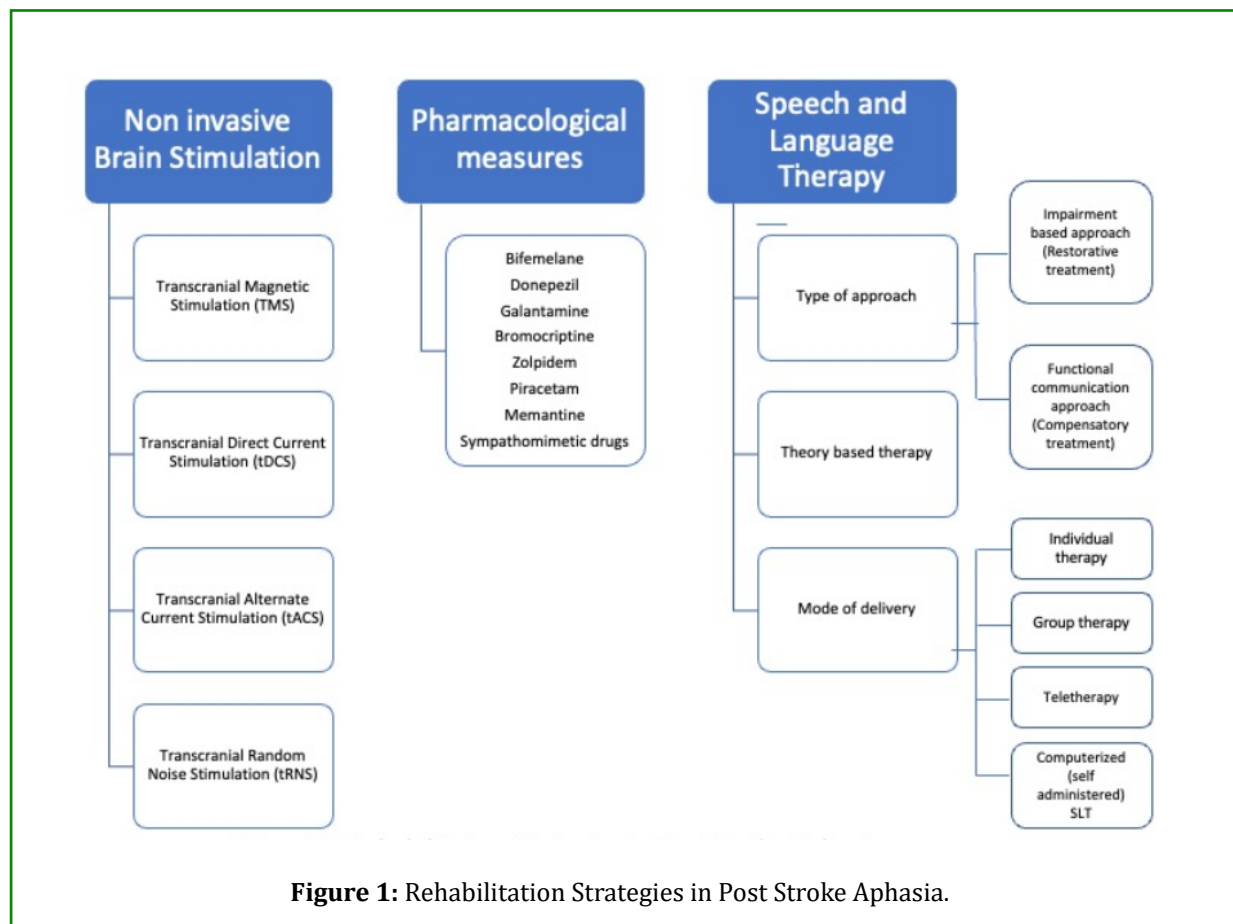 Non invasive
Brain Stimulation
Transcranial Magnetic
Stimulation (TMS)
Transcranial Direct Current
Stimulation (tDCS)
Transcranial Alternate
Current Stimulation (tACS)
Transcranial Random
Noise Stimulation (tRNS)
Pharmacological
measures
Bifemelane
Donepezil
Galantamine
Bromocriptine
Zolpidem
Piracetam
Memantine
Sympathomimetic drugs
Speech and
Language
Therapy
Type of approach
Impairment
based approach
(Restorative
treatment)
Functional
communication
approach
(Compensatory
treatment)
Theory based therapy
Mode of delivery
Individual
therapy
Group therapy
Teletherapy
Computerized
(self
administered)
SLT
Figure 1: Rehabilitation Strategies in Post Stroke Aphasia.